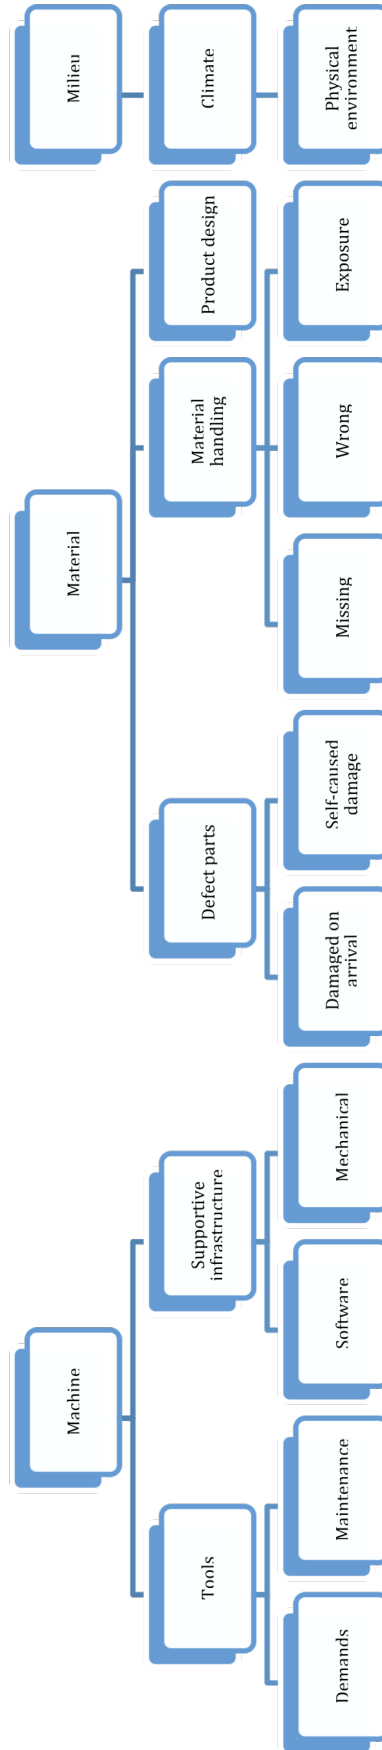 Machine
Material
Milieu
Tools
Supportive
infrastructure
Defect parts
Material
handling
Product design
Climate
Demands
Maintenance
Software
Mechanical
Damaged on
arrival
Self-caused
damage
Missing
Wrong
Exposure
Physical
environment